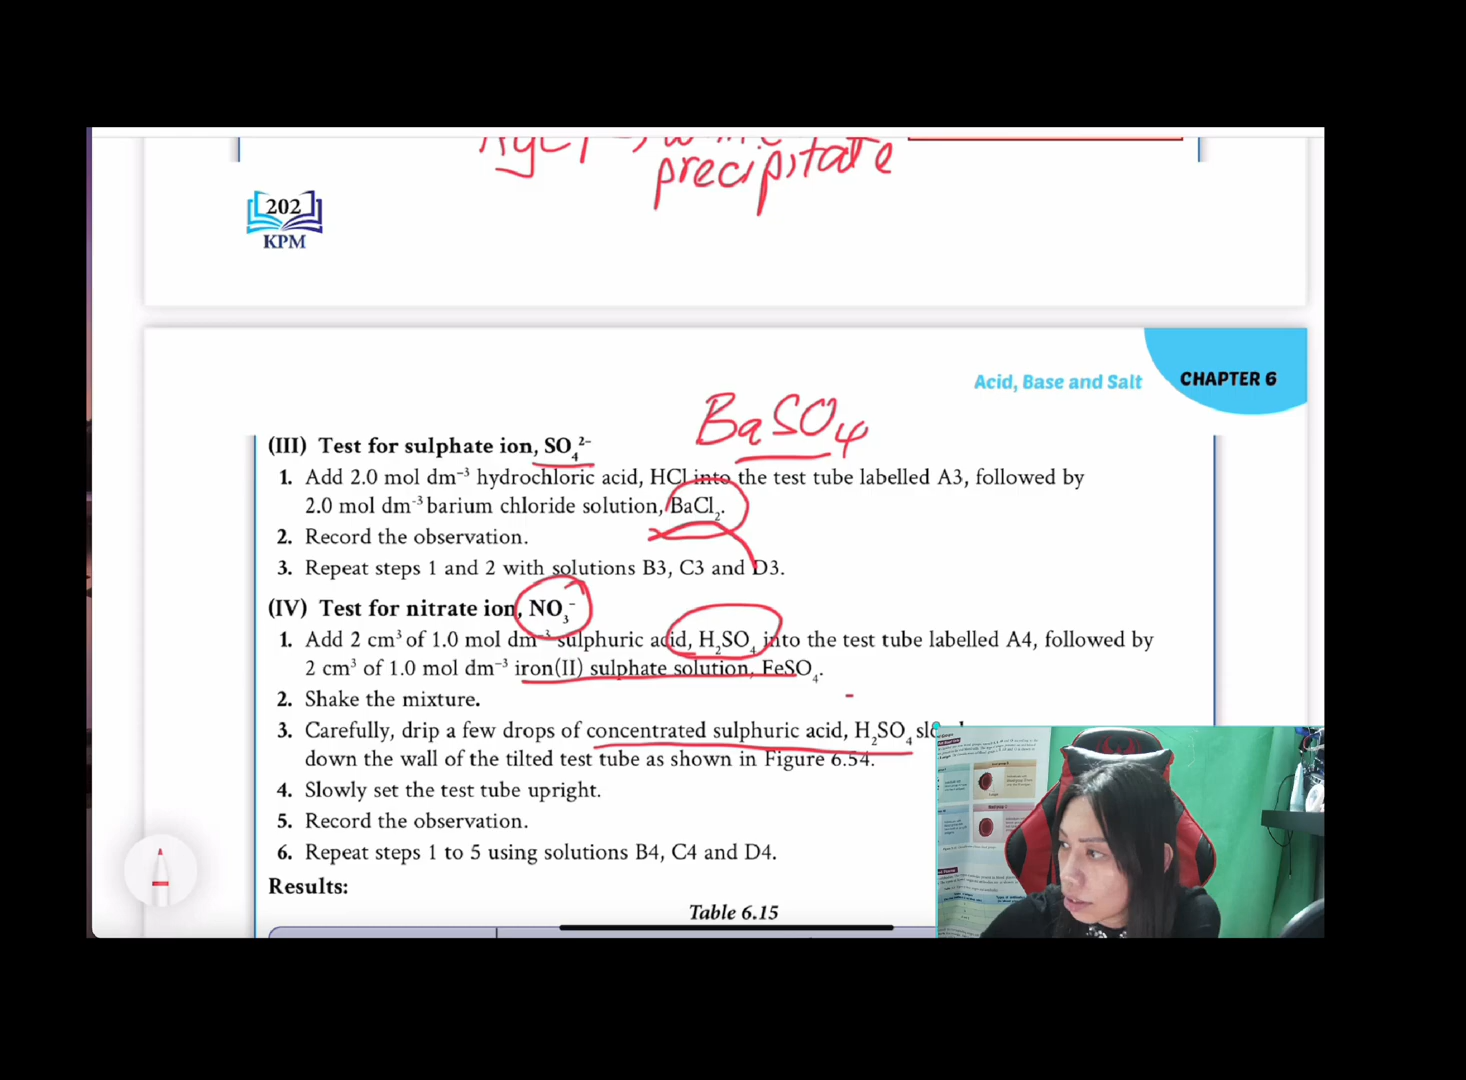 AgCl → white
precipitate
202
KPM
Acid, Base and Salt CHAPTER 6
BaSO₄
(III) Test for sulphate ion, SO₄²⁻
1. Add 2.0 mol dm⁻³ hydrochloric acid, HCl into the test tube labelled A3, followed by
2.0 mol dm⁻³ barium chloride solution, BaCl₂.
2. Record the observation.
3. Repeat steps 1 and 2 with solutions B3, C3 and D3.
(IV) Test for nitrate ion, NO₃⁻
1. Add 2 cm³ of 1.0 mol dm⁻³ sulphuric acid, H₂SO₄ into the test tube labelled A4, followed by
2 cm³ of 1.0 mol dm⁻³ iron(II) sulphate solution, FeSO₄.
2. Shake the mixture.
3. Carefully, drip a few drops of concentrated sulphuric acid, H₂SO₄
down the wall of the tilted test tube as shown in Figure 6.54.
4. Slowly set the test tube upright.
5. Record the observation.
6. Repeat steps 1 to 5 using solutions B4, C4 and D4.
Results:
Table 6.15